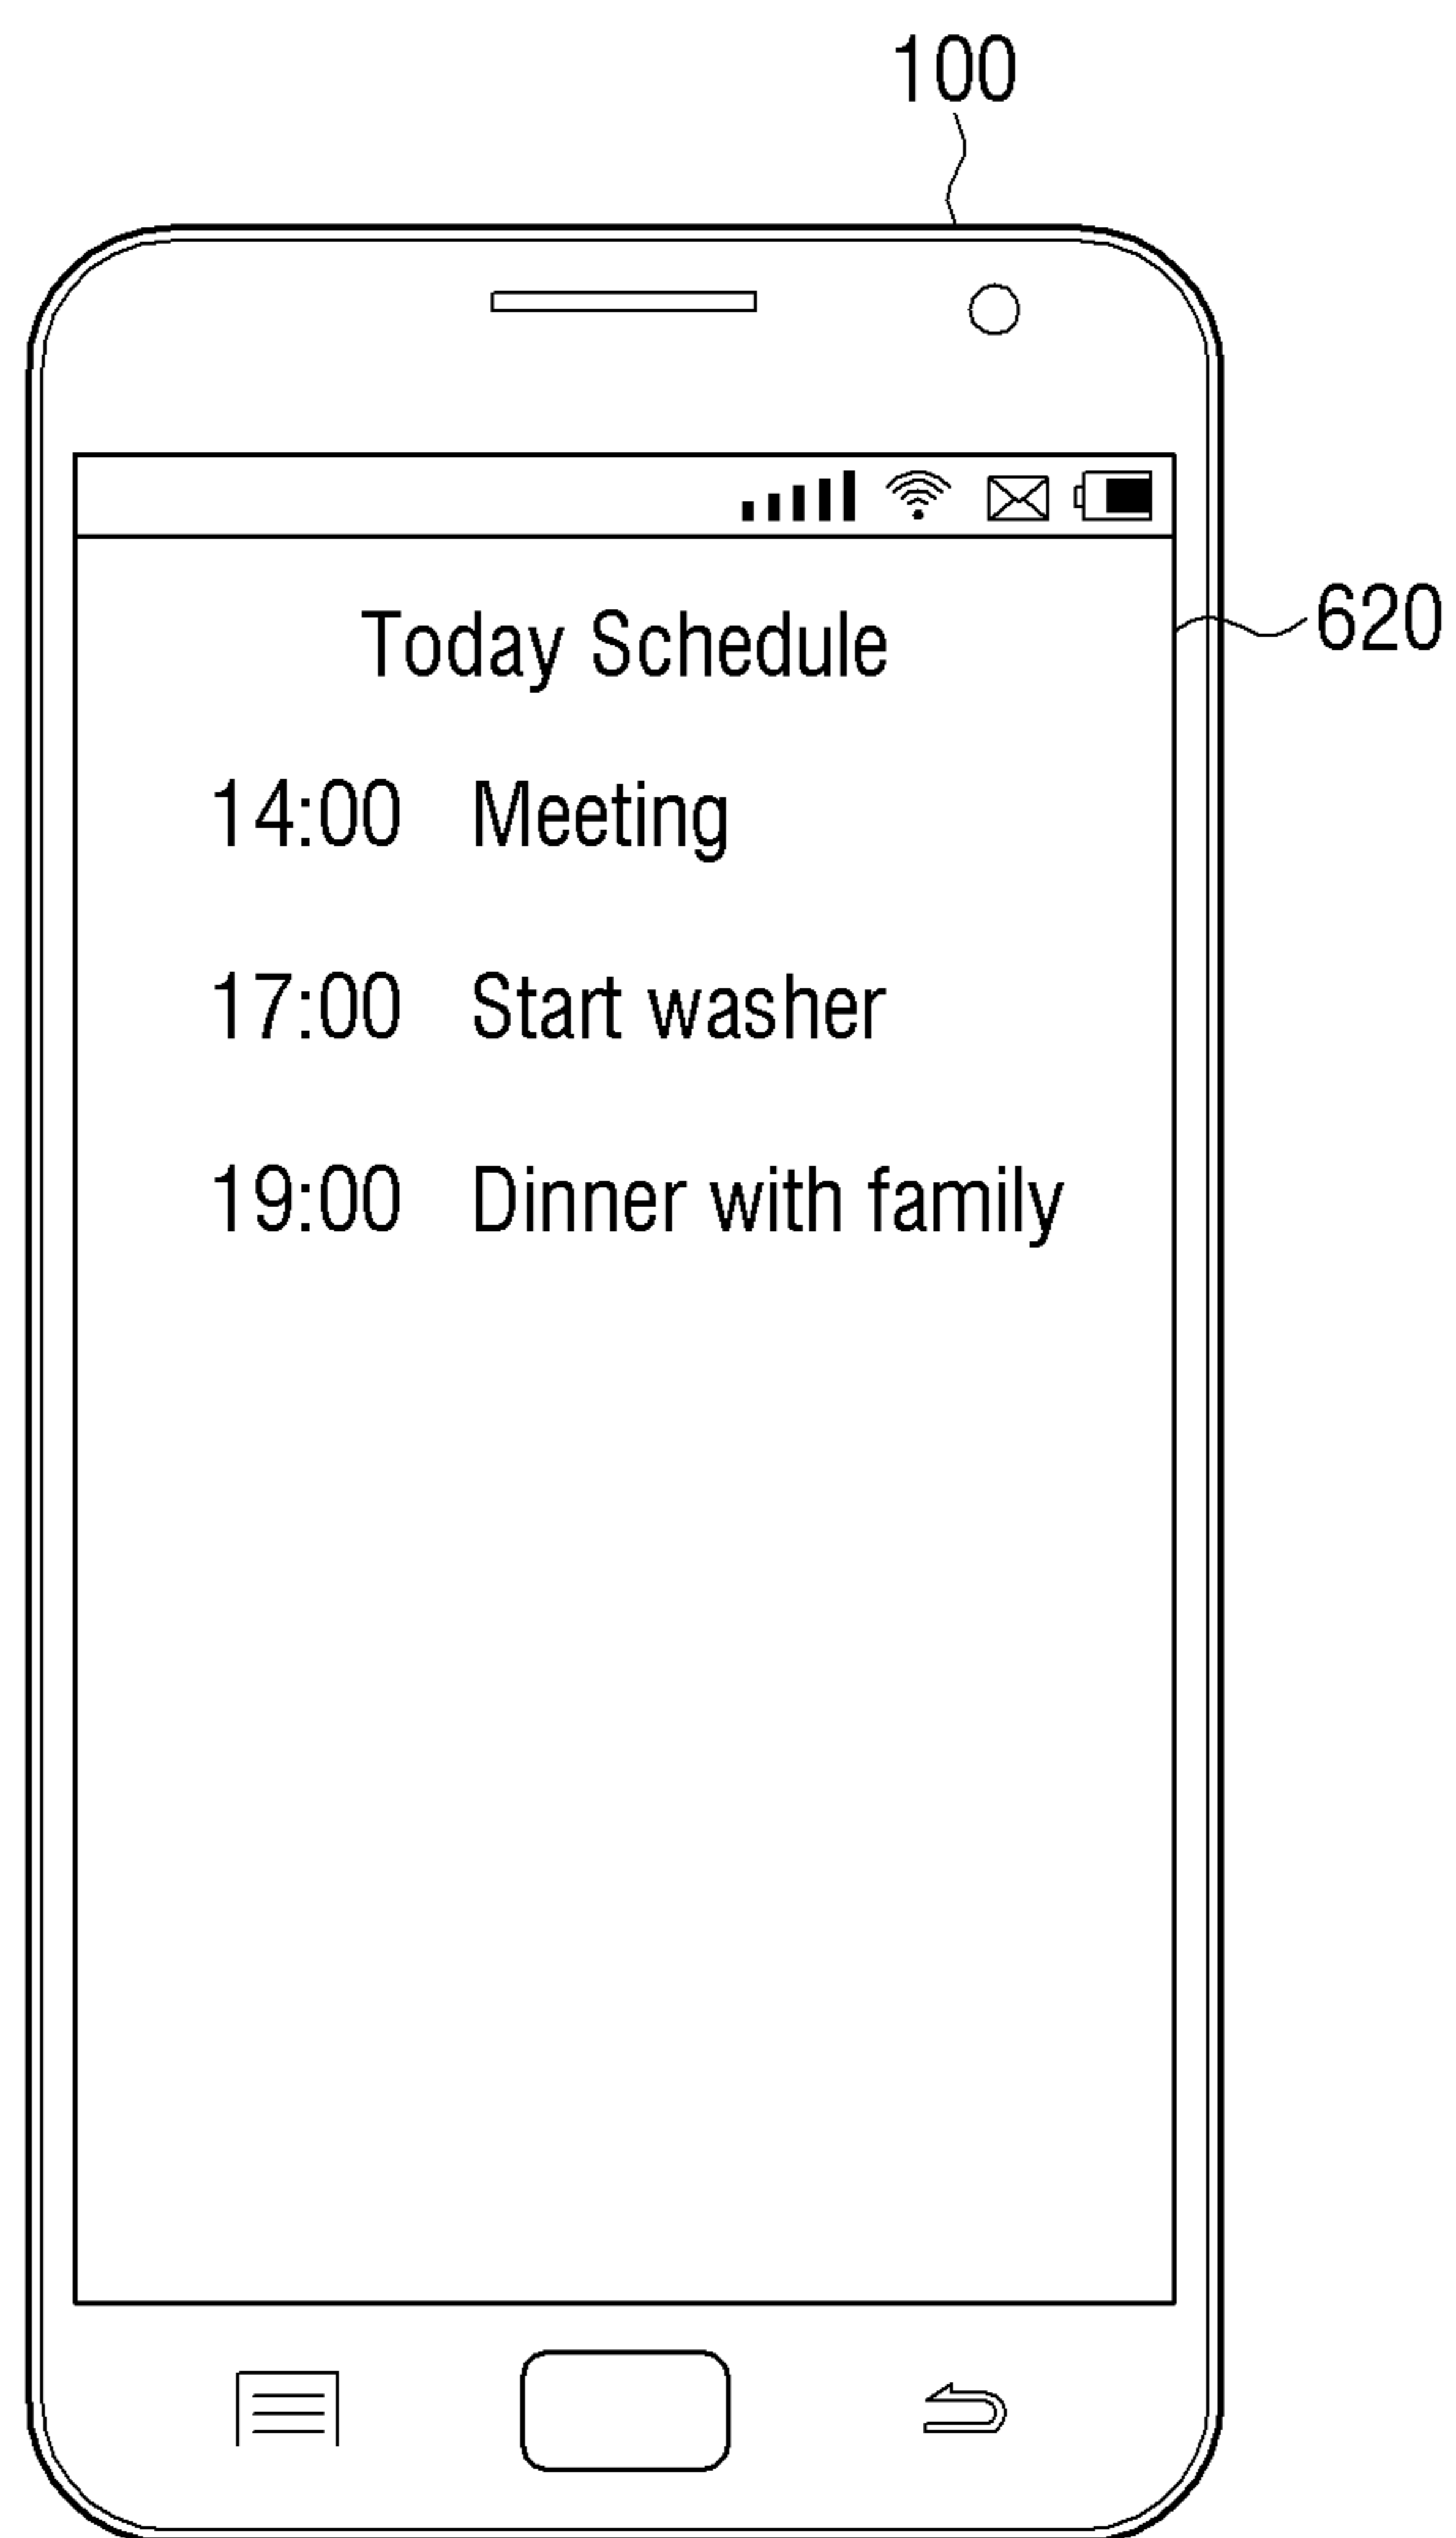 100
620
Today Schedule
14:00 Meeting
17:00 Start washer
19:00 Dinner with family